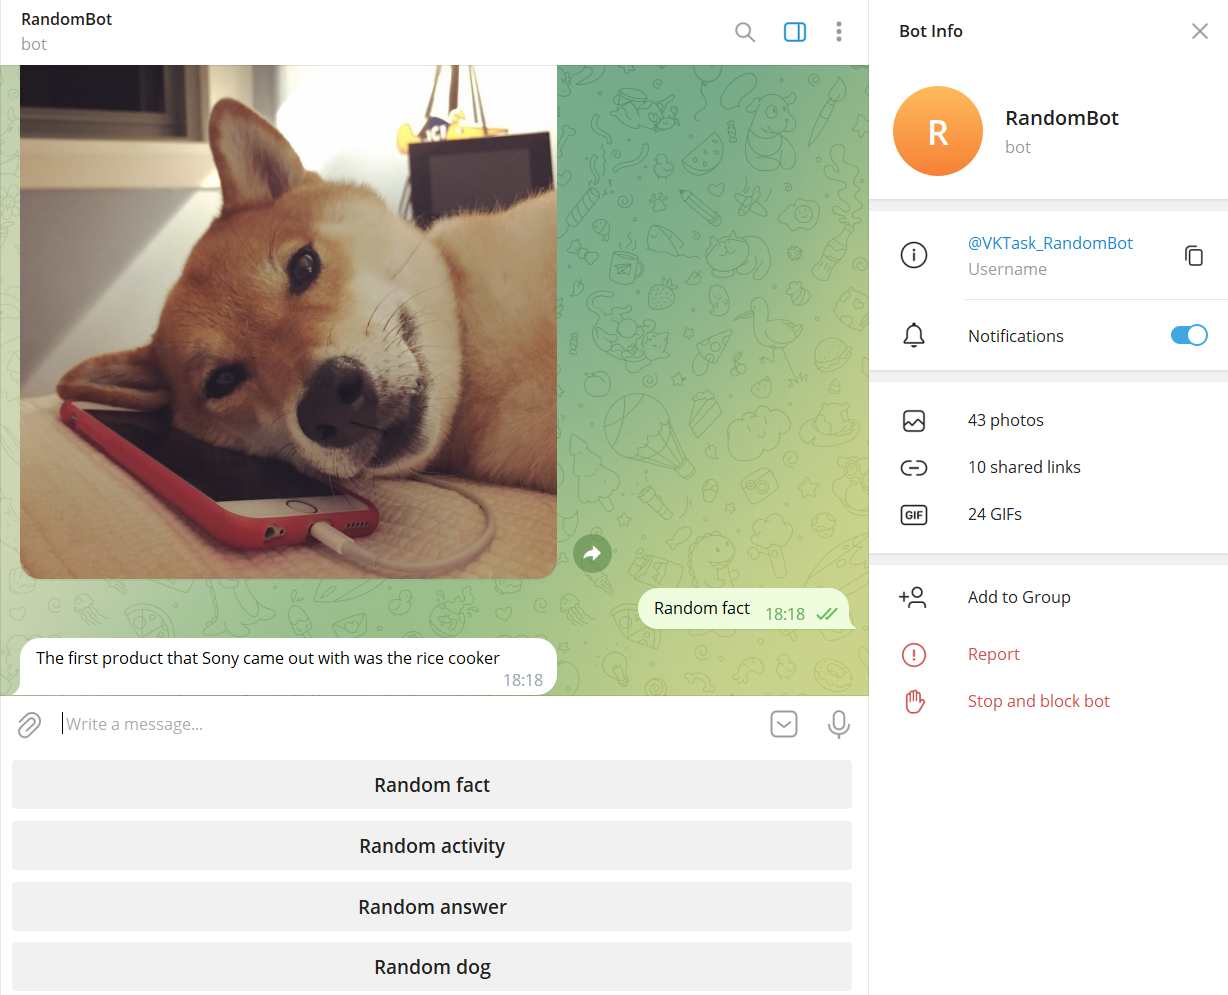 RandomBot
bot
JCI
Random fact 18:18
The first product that Sony came out with was the rice cooker
18:18
Write a message...
Random fact
Random activity
Random answer
Random dog
Bot Info
R
RandomBot
bot
@VKTask_RandomBot
Username
Notifications
43 photos
10 shared links
GIF 24 GIFs
Add to Group
Report
Stop and block bot